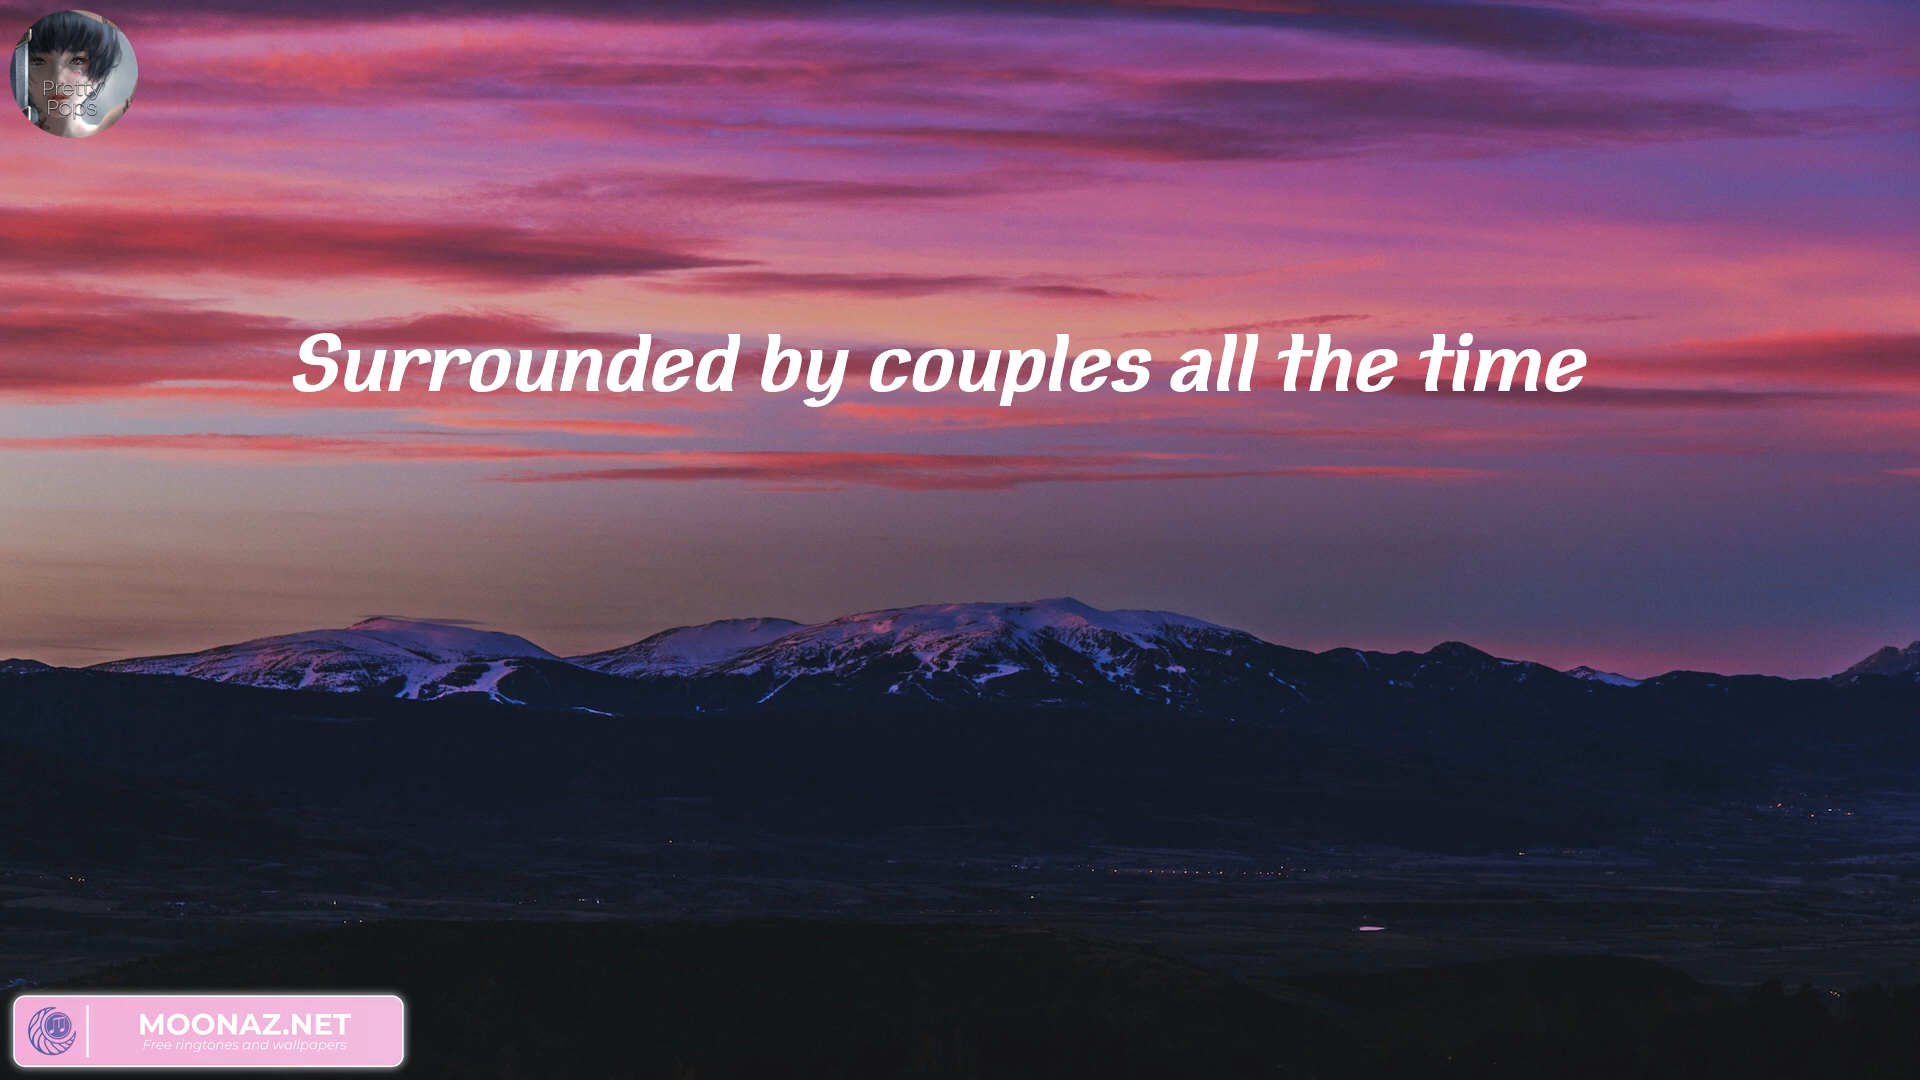 Pretty
Pops
Surrounded by couples all the time
MOONAZ.NET
Free ringtones and wallpapers